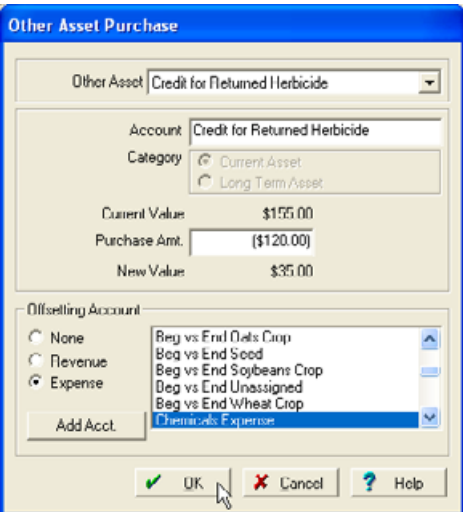 Other Asset Purchase
Other Asset Credit for Returned Herbicide
Account Credit for Returned Herbicide
Category Current Asset
Long Term Asset
Current Value $155.00
Purchase Amt. ($120.00)
New Value $35.00
Offsetting Account
None
Revenue
Expense
Add Acct.
Beg vs End Oats Crop
Beg vs End Seed
Beg vs End Soybeans Crop
Beg vs End Unassigned
Beg vs End Wheat Crop
Chemicals Expense
OK Cancel ? Help